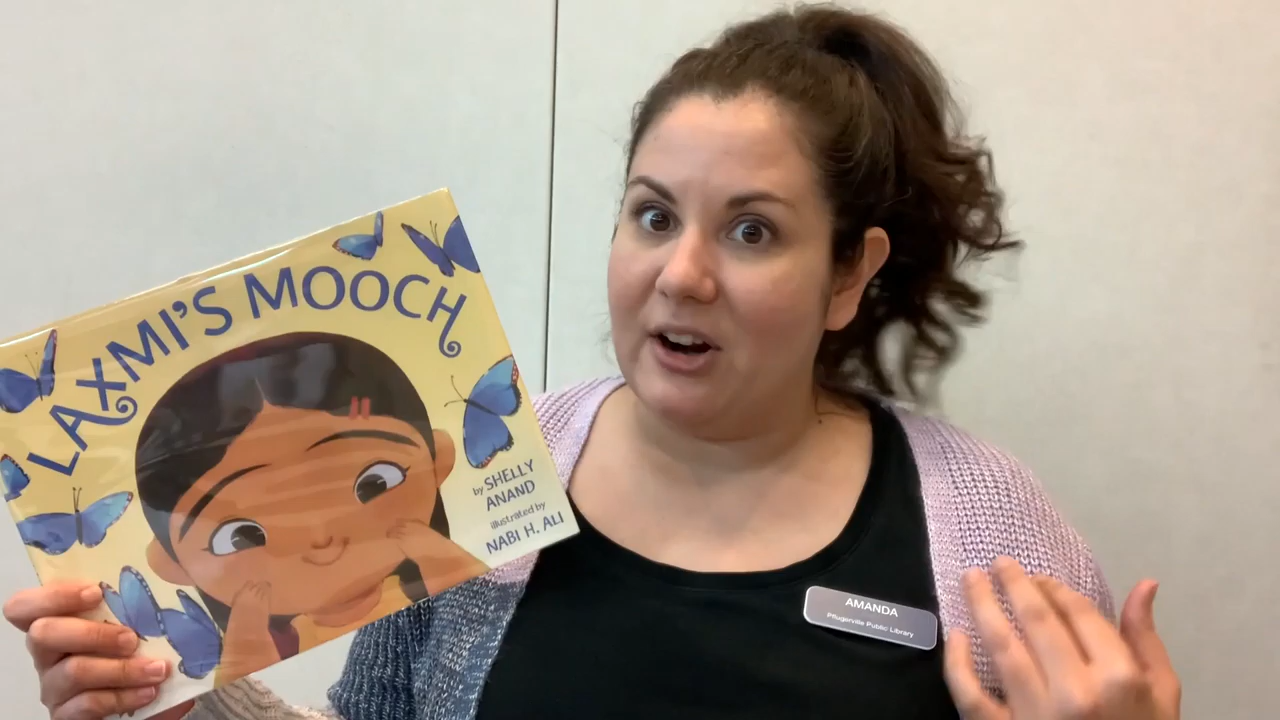 LAXMI'S MOOCH
by SHELLY
ANAND
illustrated by
NABI H. ALI
AMANDA
Pflugerville Public Library